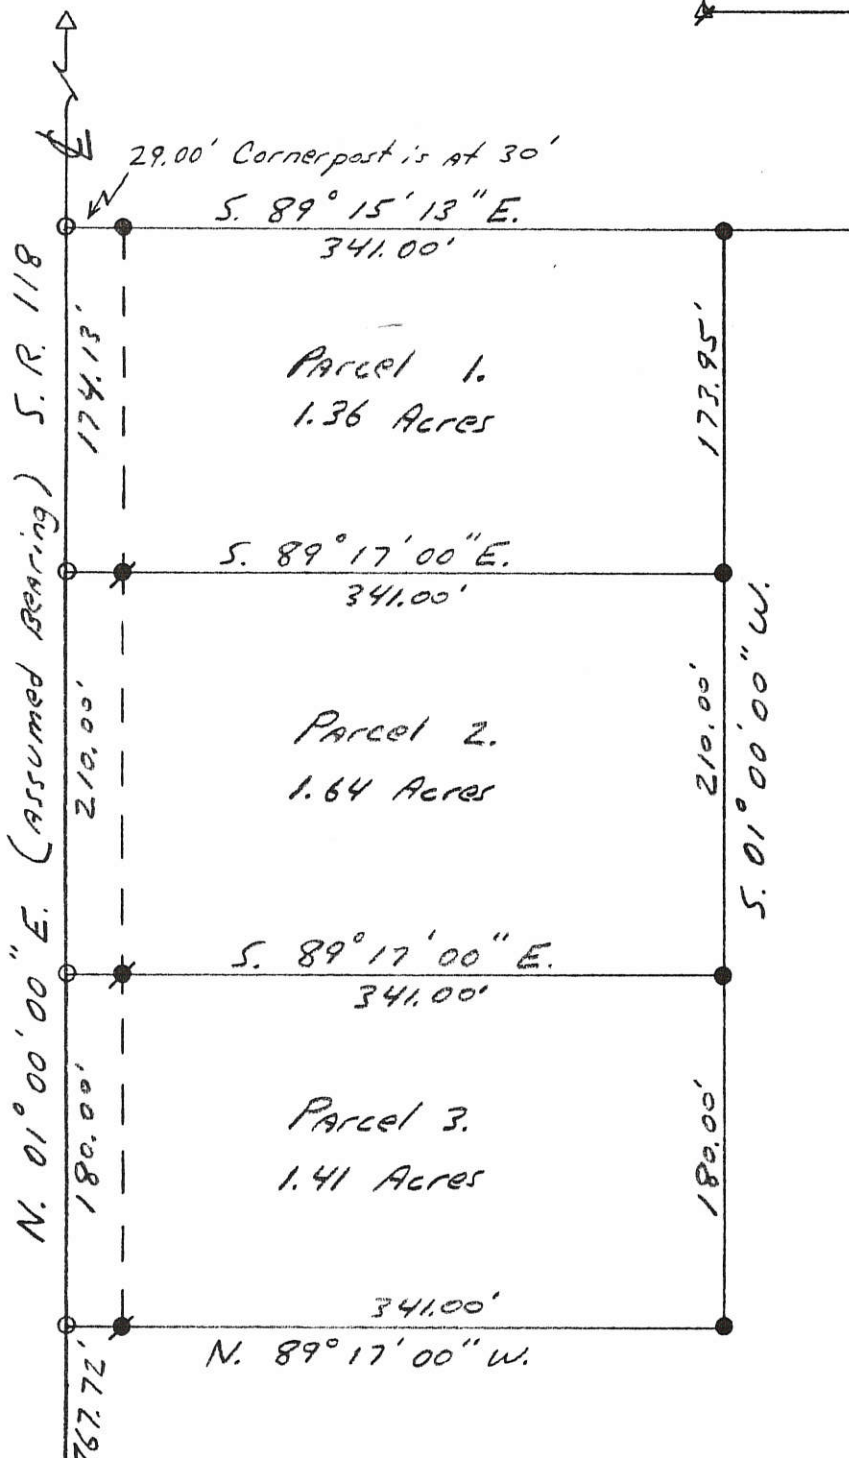 29.00' Cornerpost is at 30'
S. 89° 15' 13" E.
341.00'
174.13'
173.95'
Parcel 1.
1.36 Acres
N. 01° 00' 00" E. (Assumed Bearing) S. R. 118
S. 89° 17' 00" E.
341.00'
210.00'
210.00'
S. 01° 00' 00" W.
Parcel 2.
1.64 Acres
S. 89° 17' 00" E.
341.00'
180.00'
180.00'
Parcel 3.
1.41 Acres
341.00'
N. 89° 17' 00" W.
767.72'